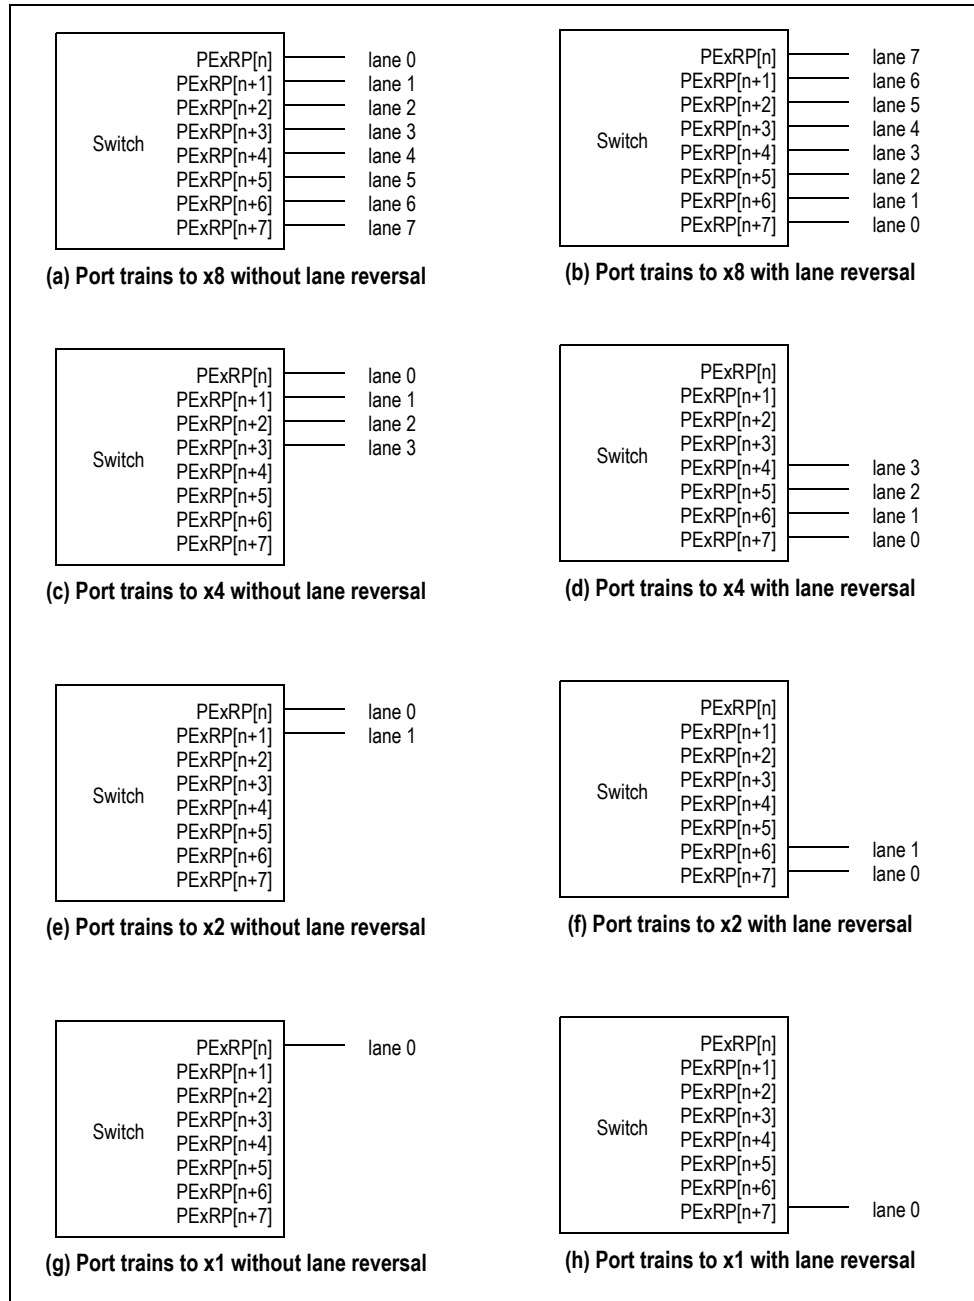 Switch
PExRP[n] lane 0
PExRP[n+1] lane 1
PExRP[n+2] lane 2
PExRP[n+3] lane 3
PExRP[n+4] lane 4
PExRP[n+5] lane 5
PExRP[n+6] lane 6
PExRP[n+7] lane 7
(a) Port trains to x8 without lane reversal
Switch
PExRP[n] lane 7
PExRP[n+1] lane 6
PExRP[n+2] lane 5
PExRP[n+3] lane 4
PExRP[n+4] lane 3
PExRP[n+5] lane 2
PExRP[n+6] lane 1
PExRP[n+7] lane 0
(b) Port trains to x8 with lane reversal
Switch
PExRP[n] lane 0
PExRP[n+1] lane 1
PExRP[n+2] lane 2
PExRP[n+3] lane 3
PExRP[n+4]
PExRP[n+5]
PExRP[n+6]
PExRP[n+7]
(c) Port trains to x4 without lane reversal
Switch
PExRP[n]
PExRP[n+1]
PExRP[n+2]
PExRP[n+3]
PExRP[n+4] lane 3
PExRP[n+5] lane 2
PExRP[n+6] lane 1
PExRP[n+7] lane 0
(d) Port trains to x4 with lane reversal
Switch
PExRP[n] lane 0
PExRP[n+1] lane 1
PExRP[n+2]
PExRP[n+3]
PExRP[n+4]
PExRP[n+5]
PExRP[n+6]
PExRP[n+7]
(e) Port trains to x2 without lane reversal
Switch
PExRP[n]
PExRP[n+1]
PExRP[n+2]
PExRP[n+3]
PExRP[n+4]
PExRP[n+5]
PExRP[n+6] lane 1
PExRP[n+7] lane 0
(f) Port trains to x2 with lane reversal
Switch
PExRP[n] lane 0
PExRP[n+1]
PExRP[n+2]
PExRP[n+3]
PExRP[n+4]
PExRP[n+5]
PExRP[n+6]
PExRP[n+7]
(g) Port trains to x1 without lane reversal
Switch
PExRP[n]
PExRP[n+1]
PExRP[n+2]
PExRP[n+3]
PExRP[n+4]
PExRP[n+5]
PExRP[n+6]
PExRP[n+7] lane 0
(h) Port trains to x1 with lane reversal